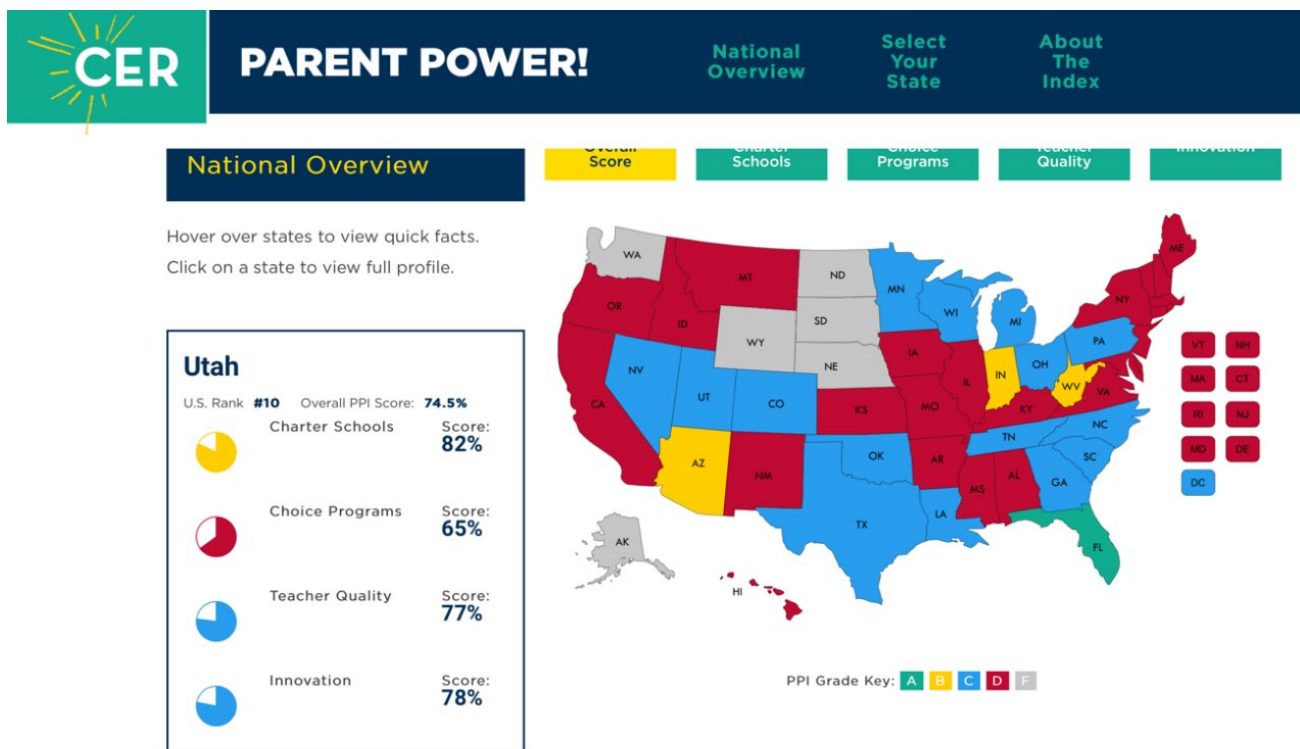 CER
PARENT POWER!
National
Overview
Select
Your
State
About
The
Index
National Overview
Overall
Score
Charter
Schools
Choice
Programs
Teacher
Quality
Innovation
Hover over states to view quick facts.
Click on a state to view full profile.
Utah
U.S. Rank #10 Overall PPI Score: 74.5%
Charter Schools Score:
82%
Choice Programs Score:
65%
Teacher Quality Score:
77%
Innovation Score:
78%
WA
MT
ND
MN
ME
OR
ID
SD
WI
MI
NY
WY
IA
PA
NV
NE
IL
IN
OH
UT
CO
WV
VA
CA
KS
MO
KY
NC
TN
AZ
NM
OK
AR
SC
MS
AL
GA
TX
LA
FL
AK
HI
VT NH
MA CT
RI NJ
MD DE
DC
PPI Grade Key: A B C D F